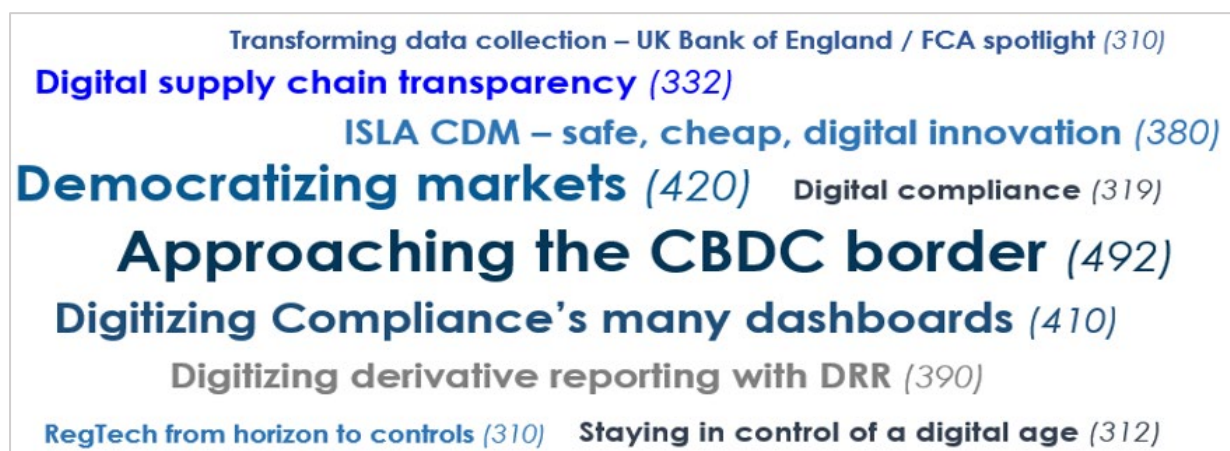 Transforming data collection – UK Bank of England / FCA spotlight (310)
Digital supply chain transparency (332)
ISLA CDM – safe, cheap, digital innovation (380)
Democratizing markets (420) Digital compliance (319)
Approaching the CBDC border (492)
Digitizing Compliance’s many dashboards (410)
Digitizing derivative reporting with DRR (390)
RegTech from horizon to controls (310) Staying in control of a digital age (312)